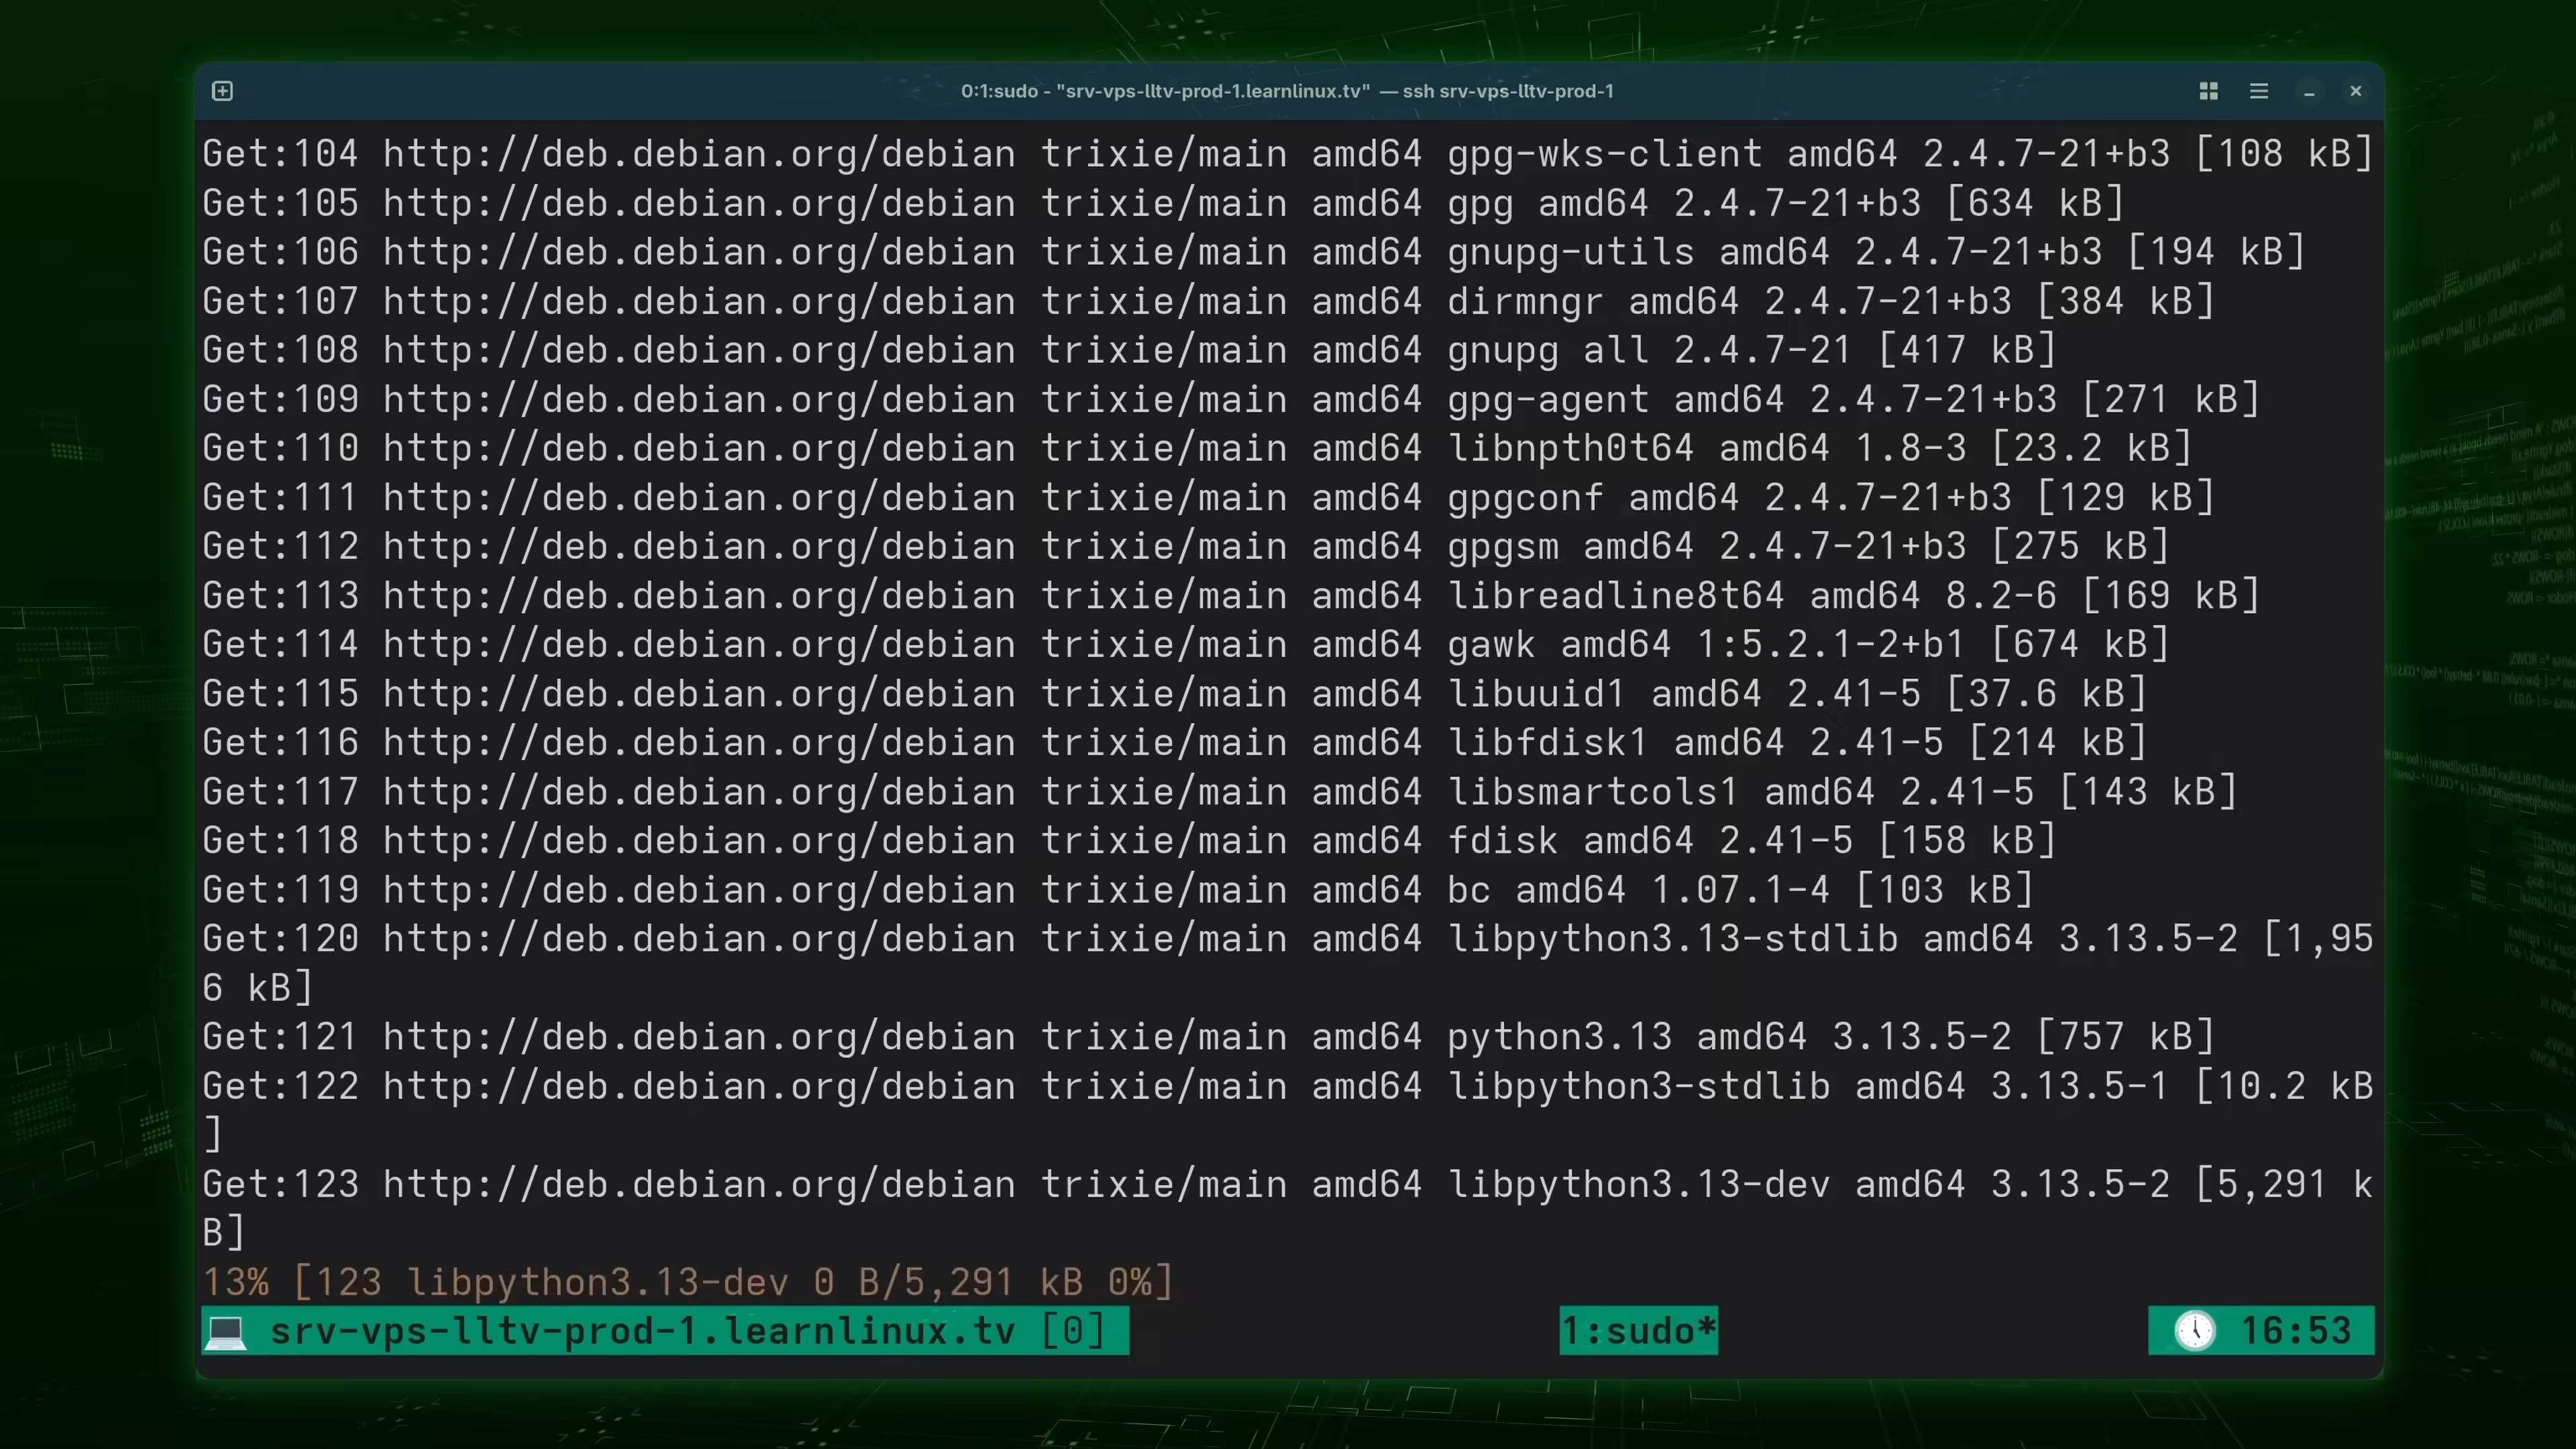 0:1:sudo - "srv-vps-lltv-prod-1.learnlinux.tv" — ssh srv-vps-lltv-prod-1
Get:104 http://deb.debian.org/debian trixie/main amd64 gpg-wks-client amd64 2.4.7-21+b3 [108 kB]
Get:105 http://deb.debian.org/debian trixie/main amd64 gpg amd64 2.4.7-21+b3 [634 kB]
Get:106 http://deb.debian.org/debian trixie/main amd64 gnupg-utils amd64 2.4.7-21+b3 [194 kB]
Get:107 http://deb.debian.org/debian trixie/main amd64 dirmngr amd64 2.4.7-21+b3 [384 kB]
Get:108 http://deb.debian.org/debian trixie/main amd64 gnupg all 2.4.7-21 [417 kB]
Get:109 http://deb.debian.org/debian trixie/main amd64 gpg-agent amd64 2.4.7-21+b3 [271 kB]
Get:110 http://deb.debian.org/debian trixie/main amd64 libnpth0t64 amd64 1.8-3 [23.2 kB]
Get:111 http://deb.debian.org/debian trixie/main amd64 gpgconf amd64 2.4.7-21+b3 [129 kB]
Get:112 http://deb.debian.org/debian trixie/main amd64 gpgsm amd64 2.4.7-21+b3 [275 kB]
Get:113 http://deb.debian.org/debian trixie/main amd64 libreadline8t64 amd64 8.2-6 [169 kB]
Get:114 http://deb.debian.org/debian trixie/main amd64 gawk amd64 1:5.2.1-2+b1 [674 kB]
Get:115 http://deb.debian.org/debian trixie/main amd64 libuuid1 amd64 2.41-5 [37.6 kB]
Get:116 http://deb.debian.org/debian trixie/main amd64 libfdisk1 amd64 2.41-5 [214 kB]
Get:117 http://deb.debian.org/debian trixie/main amd64 libsmartcols1 amd64 2.41-5 [143 kB]
Get:118 http://deb.debian.org/debian trixie/main amd64 fdisk amd64 2.41-5 [158 kB]
Get:119 http://deb.debian.org/debian trixie/main amd64 bc amd64 1.07.1-4 [103 kB]
Get:120 http://deb.debian.org/debian trixie/main amd64 libpython3.13-stdlib amd64 3.13.5-2 [1,95
6 kB]
Get:121 http://deb.debian.org/debian trixie/main amd64 python3.13 amd64 3.13.5-2 [757 kB]
Get:122 http://deb.debian.org/debian trixie/main amd64 libpython3-stdlib amd64 3.13.5-1 [10.2 kB
]
Get:123 http://deb.debian.org/debian trixie/main amd64 libpython3.13-dev amd64 3.13.5-2 [5,291 k
B]
13% [123 libpython3.13-dev 0 B/5,291 kB 0%]
srv-vps-lltv-prod-1.learnlinux.tv [0] 1:sudo* 16:53